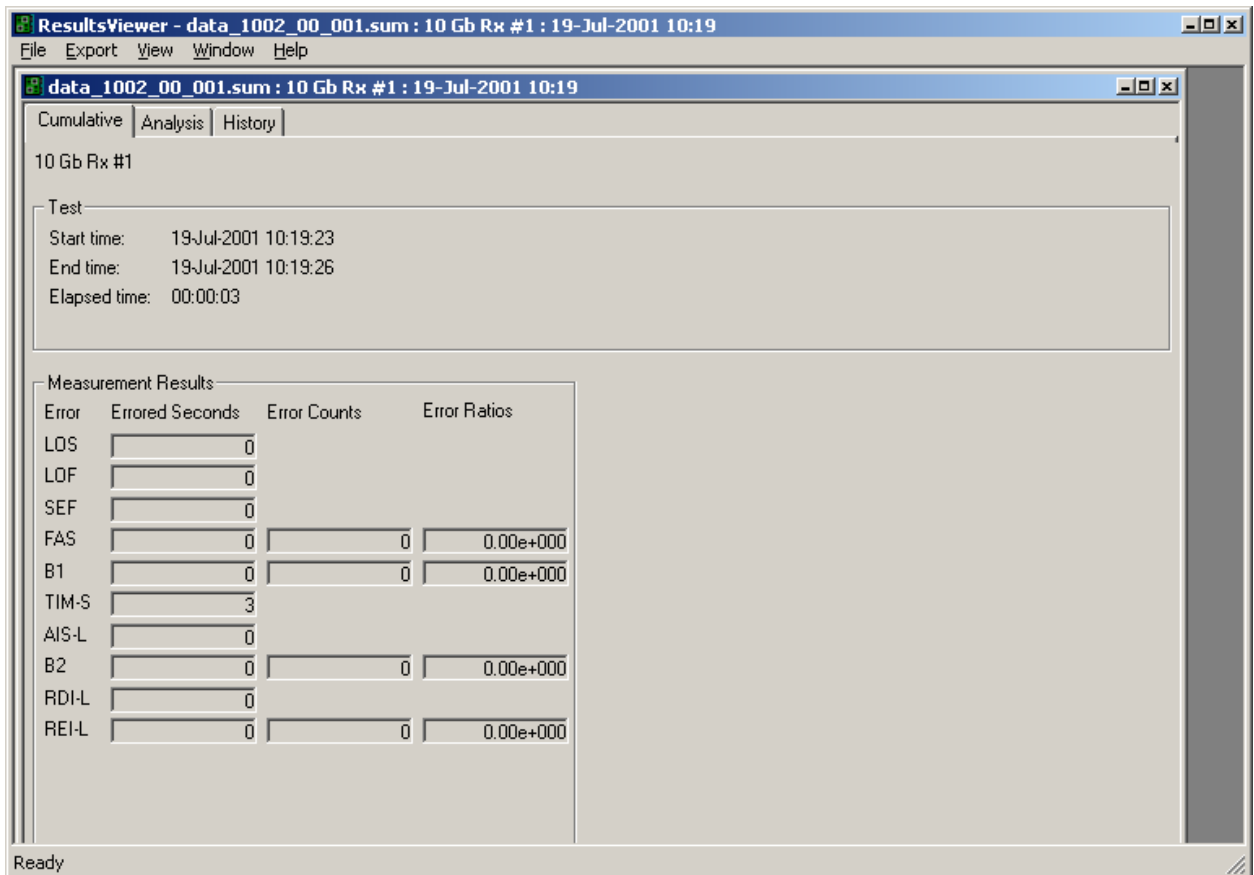 ResultsViewer - data_1002_00_001.sum : 10 Gb Rx #1 : 19-Jul-2001 10:19
File Export View Window Help
data_1002_00_001.sum : 10 Gb Rx #1 : 19-Jul-2001 10:19
Cumulative Analysis History
10 Gb Rx #1
Test
Start time: 19-Jul-2001 10:19:23
End time: 19-Jul-2001 10:19:26
Elapsed time: 00:00:03
Measurement Results
Error Errored Seconds Error Counts Error Ratios
LOS 0
LOF 0
SEF 0
FAS 0 0 0.00e+000
B1 0 0 0.00e+000
TIM-S 3
AIS-L 0
B2 0 0 0.00e+000
RDI-L 0
REI-L 0 0 0.00e+000
Ready